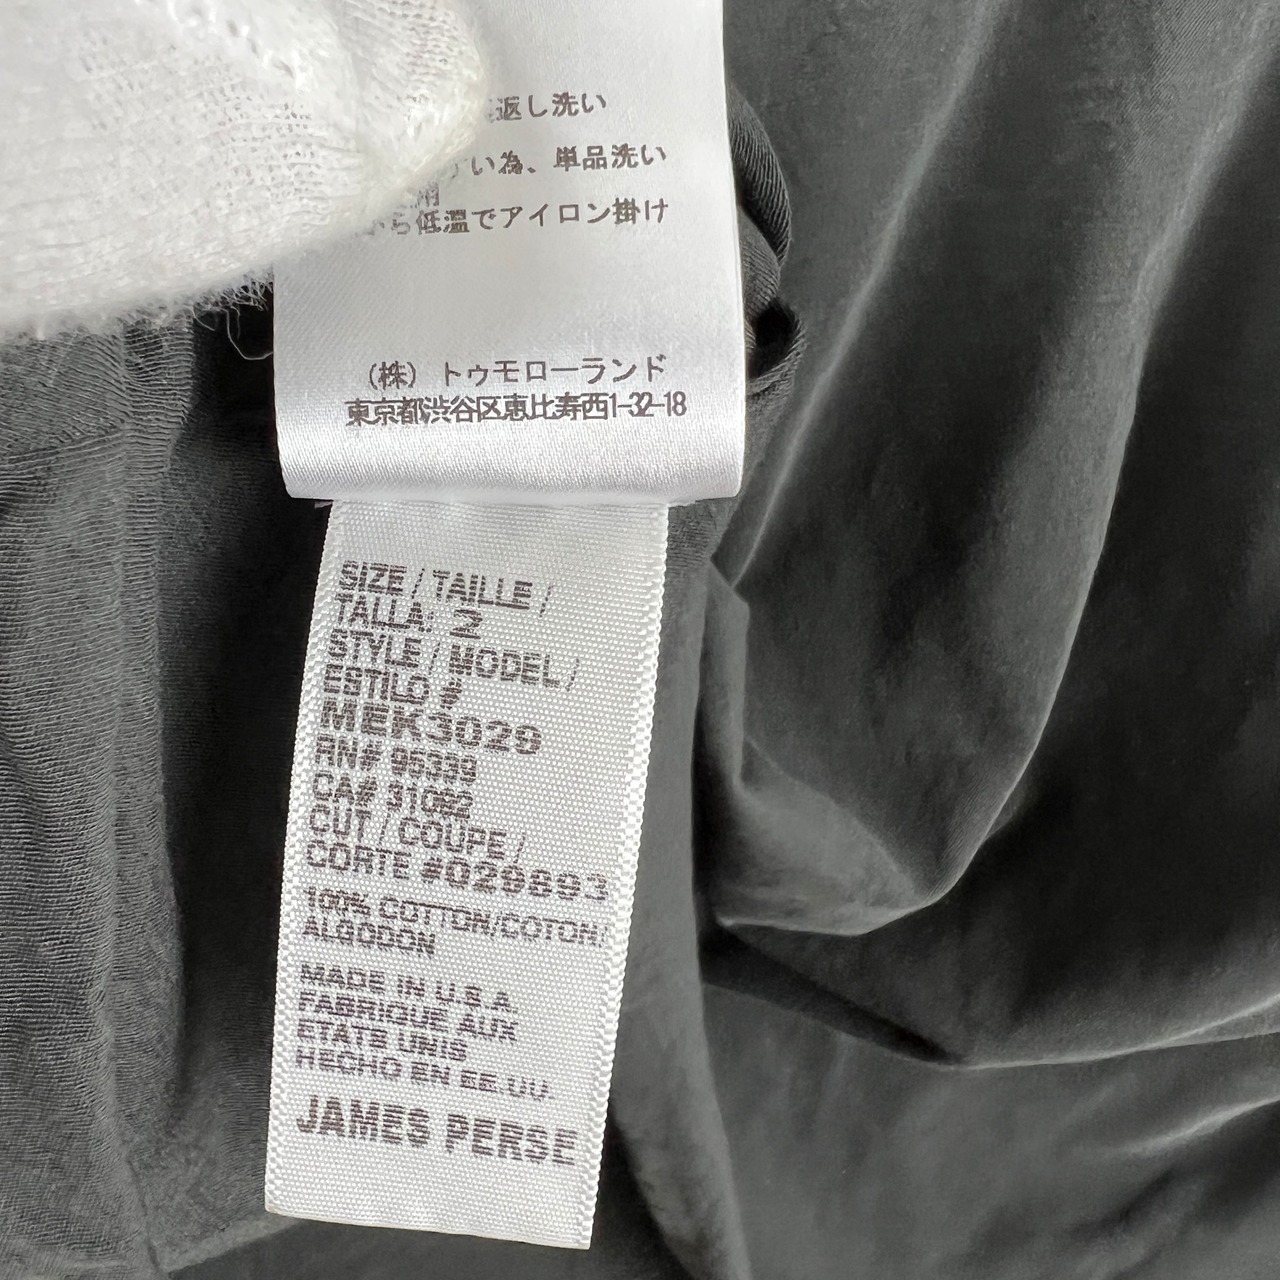 返し洗い
い為、単品洗い
ら低温でアイロン掛け
（株）トゥモローランド
東京都渋谷区恵比寿西1-32-18
SIZE / TAILLE /
TALLA: 2
STYLE / MODEL /
ESTILO #
MEK3029
RN# 95339
CA# 31082
CUT / COUPE /
CORTE #029893
100% COTTON/COTON/
ALGODON
MADE IN U.S.A
FABRIQUE AUX
ETATS UNIS
HECHO EN EE.UU.
JAMES PERSE